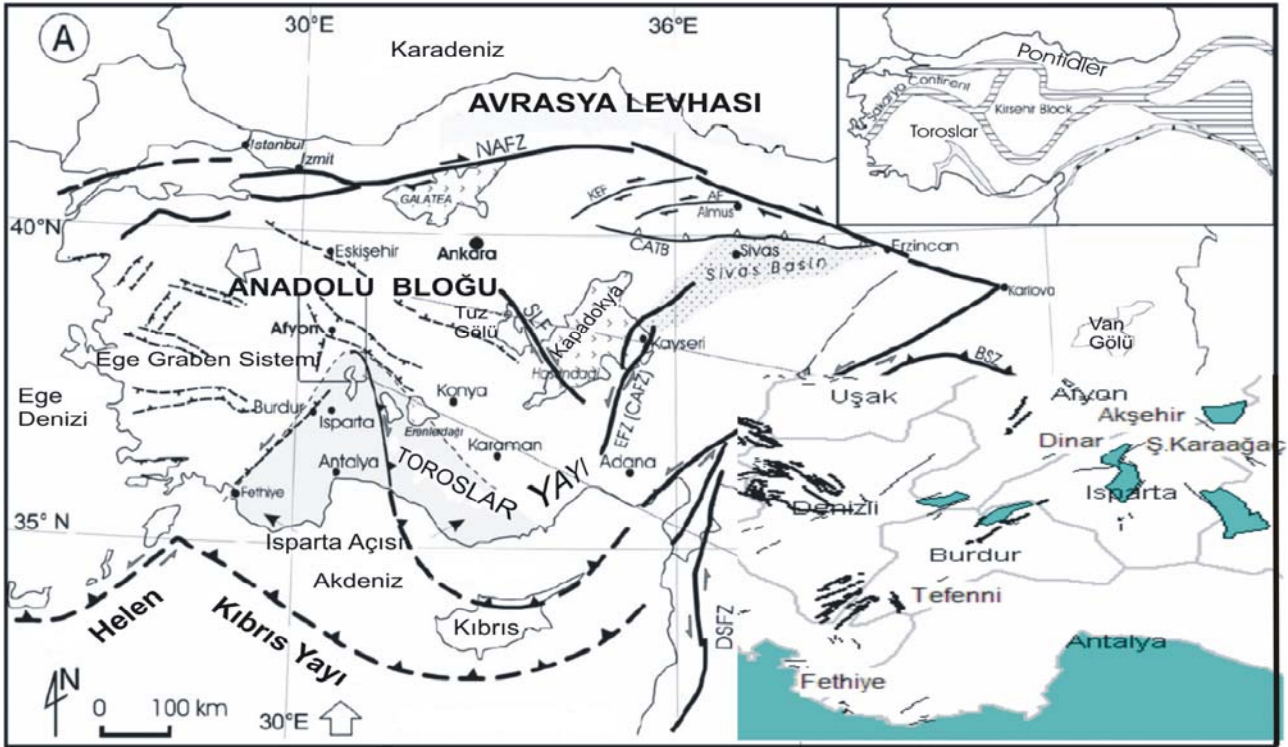 A
30°E
36°E
Karadeniz
AVRASYA LEVHASI
Pontidler
Sakarya Continent
Kirsehir Block
Toroslar
Istanbul
Izmit
NAFZ
GALATEA
KEF
AF
Almus
40°N
Eskişehir
Ankara
CATB
Sivas
Sivas Basin
Erzincan
ANADOLU BLOĞU
Karlıova
Tuz
Gölü
SLF
Kapadokya
Kayseri
Van
Gölü
Afyon
Ege Graben Sistemi
Hasandağı
BSZ
Ege
Denizi
Burdur
Isparta
Konya
Erenlerdağı
Karaman
EFZ (CAFZ)
Adana
Antalya
TOROSLAR
YAYI
Fethiye
35° N
Isparta Açısı
Akdeniz
Helen
Kıbrıs Yayı
Kıbrıs
DSFZ
N
0 100 km
30°E
Uşak
Afyon
Akşehir
Dinar
Ş.Karaağaç
Isparta
Denizli
Burdur
Tefenni
Antalya
Fethiye